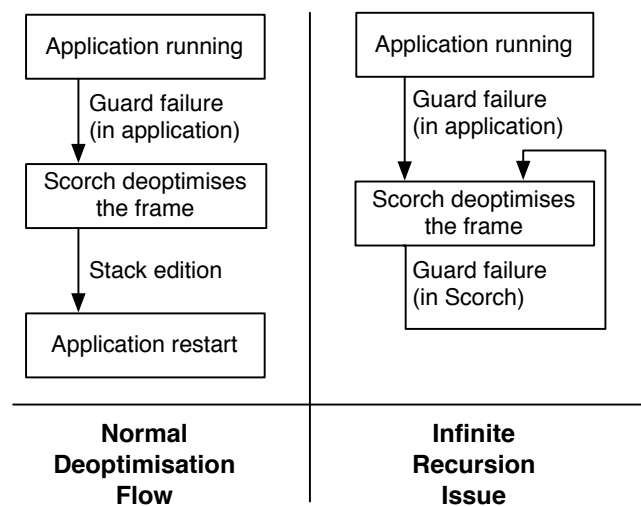 Application running
Guard failure
(in application)
Scorch deoptimises
the frame
Stack edition
Application restart
Normal
Deoptimisation
Flow
Application running
Guard failure
(in application)
Scorch deoptimises
the frame
Guard failure
(in Scorch)
Infinite
Recursion
Issue